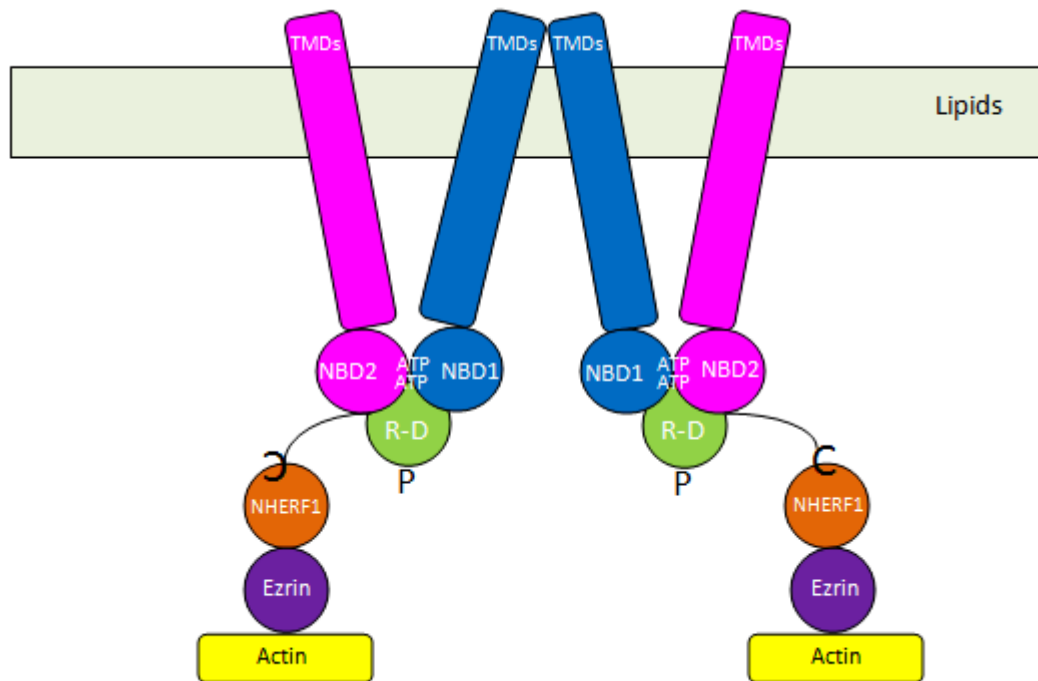 TMDs TMDs TMDs TMDs
Lipids
NBD2 ATP NBD1 NBD1 ATP NBD2
ATP ATP
R-D R-D
P P
C C
NHERF1 NHERF1
Ezrin Ezrin
Actin Actin